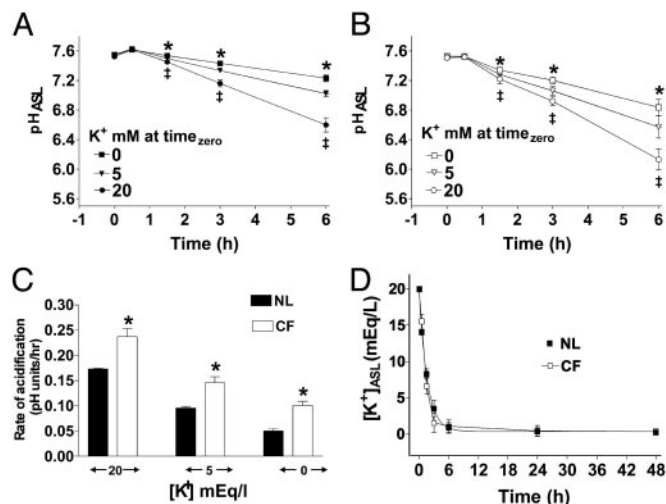 A
7.6
7.2
6.8
6.4
6.0
5.6
pH ASL
K+ mM at time zero
0
5
20
* * *
‡ ‡ ‡
-1 0 1 2 3 4 5 6
Time (h)
B
7.6
7.2
6.8
6.4
6.0
5.6
pH ASL
K+ mM at time zero
0
5
20
* * *
‡ ‡ ‡
-1 0 1 2 3 4 5 6
Time (h)
C
0.30
0.25
0.20
0.15
0.10
0.05
0.00
Rate of acidification
(pH units/hr)
NL
CF
* * *
←20→ ←5→ ←0→
[K+] mEq/l
D
20
15
10
5
0
[K+]ASL (mEq/L)
NL
CF
0 6 12 18 24 30 36 42 48
Time (h)